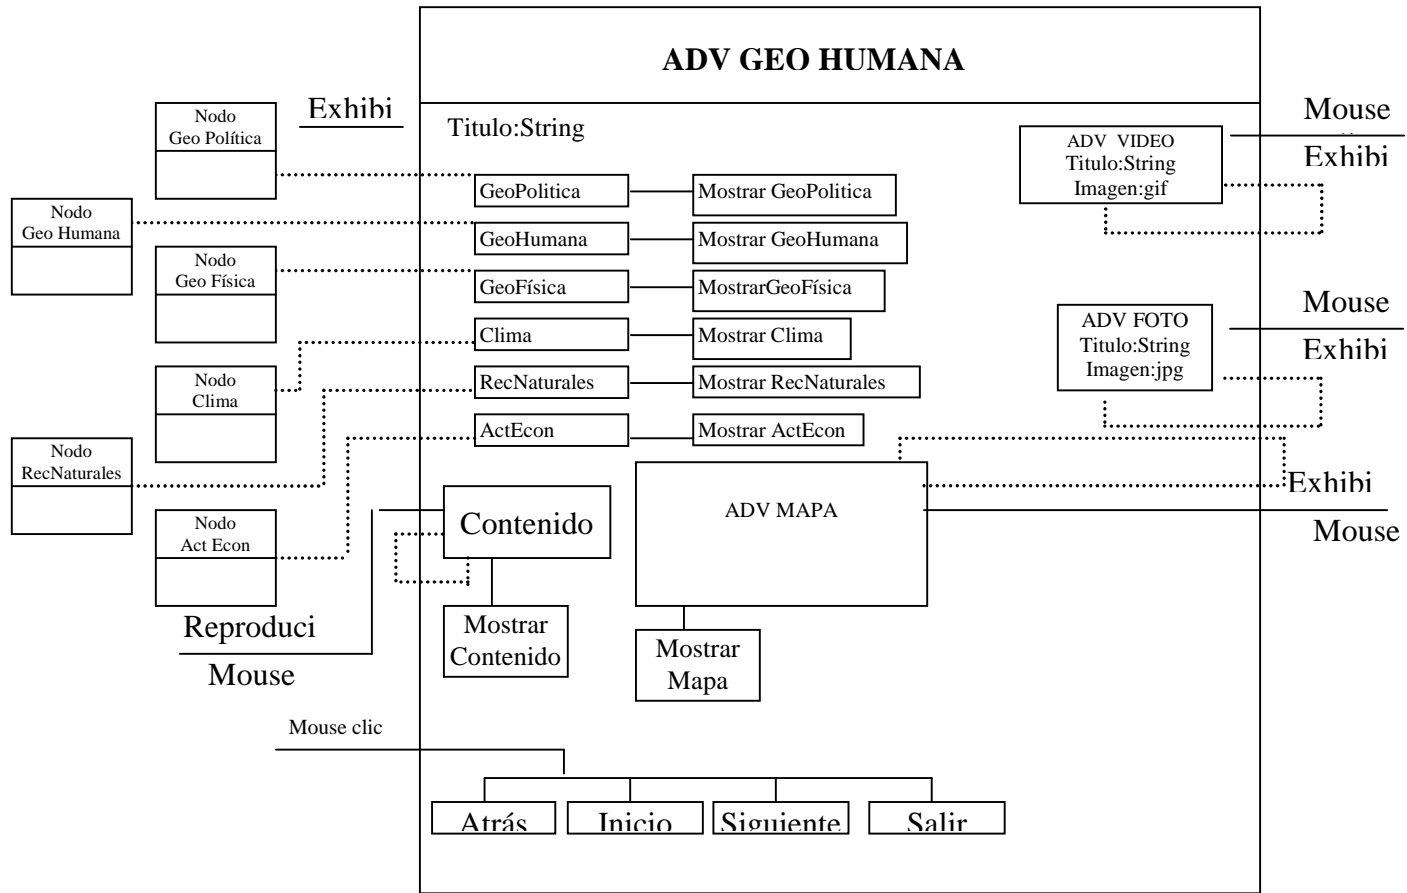 ADV GEO HUMANA
Nodo
Geo Política
Exhibi
Titulo:String
Mouse
ADV VIDEO
Titulo:String
Imagen:gif
Exhibi
GeoPolitica
Mostrar GeoPolitica
Nodo
Geo Humana
GeoHumana
Mostrar GeoHumana
Nodo
Geo Física
GeoFísica
MostrarGeoFísica
Mouse
ADV FOTO
Titulo:String
Imagen:jpg
Exhibi
Clima
Mostrar Clima
Nodo
Clima
RecNaturales
Mostrar RecNaturales
ActEcon
Mostrar ActEcon
Nodo
RecNaturales
Exhibi
Mouse
Nodo
Act Econ
Contenido
ADV MAPA
Reproduci
Mouse
Mostrar
Contenido
Mostrar
Mapa
Mouse clic
Atrás
Inicio
Siguiente
Salir